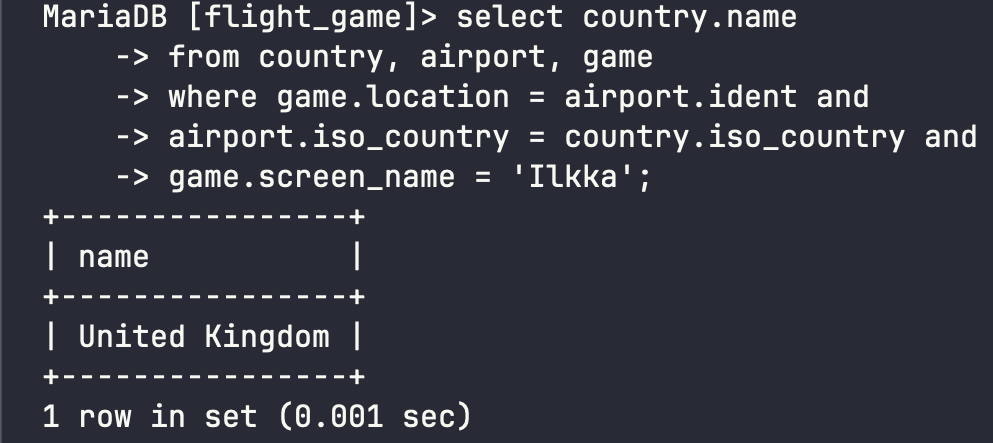 MariaDB [flight_game]> select country.name
    -> from country, airport, game
    -> where game.location = airport.ident and
    -> airport.iso_country = country.iso_country and
    -> game.screen_name = 'Ilkka';
+----------------+
| name           |
+----------------+
| United Kingdom |
+----------------+
1 row in set (0.001 sec)